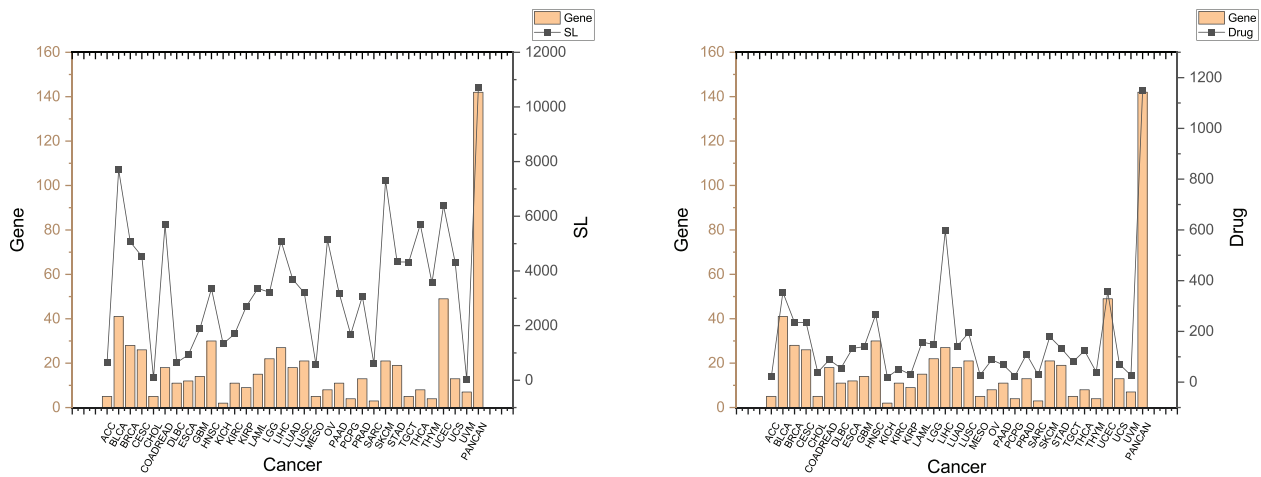 Gene
SL
160
140
120
100
80
60
40
20
0
Gene
12000
10000
8000
6000
4000
2000
0
SL
ACC
BLCA
BRCA
CESC
CHOL
COADREAD
DLBC
ESCA
GBM
HNSC
KICH
KIRC
KIRP
LAML
LGG
LIHC
LUAD
LUSC
MESO
OV
PAAD
PCPG
PRAD
SARC
SKCM
STAD
TGCT
THCA
THYM
UCEC
UCS
UVM
PANCAN
Cancer
Gene
Drug
160
140
120
100
80
60
40
20
0
Gene
1200
1000
800
600
400
200
0
Drug
ACC
BLCA
BRCA
CESC
CHOL
COADREAD
DLBC
ESCA
GBM
HNSC
KICH
KIRC
KIRP
LAML
LGG
LIHC
LUAD
LUSC
MESO
OV
PAAD
PCPG
PRAD
SARC
SKCM
STAD
TGCT
THCA
THYM
UCEC
UCS
UVM
PANCAN
Cancer